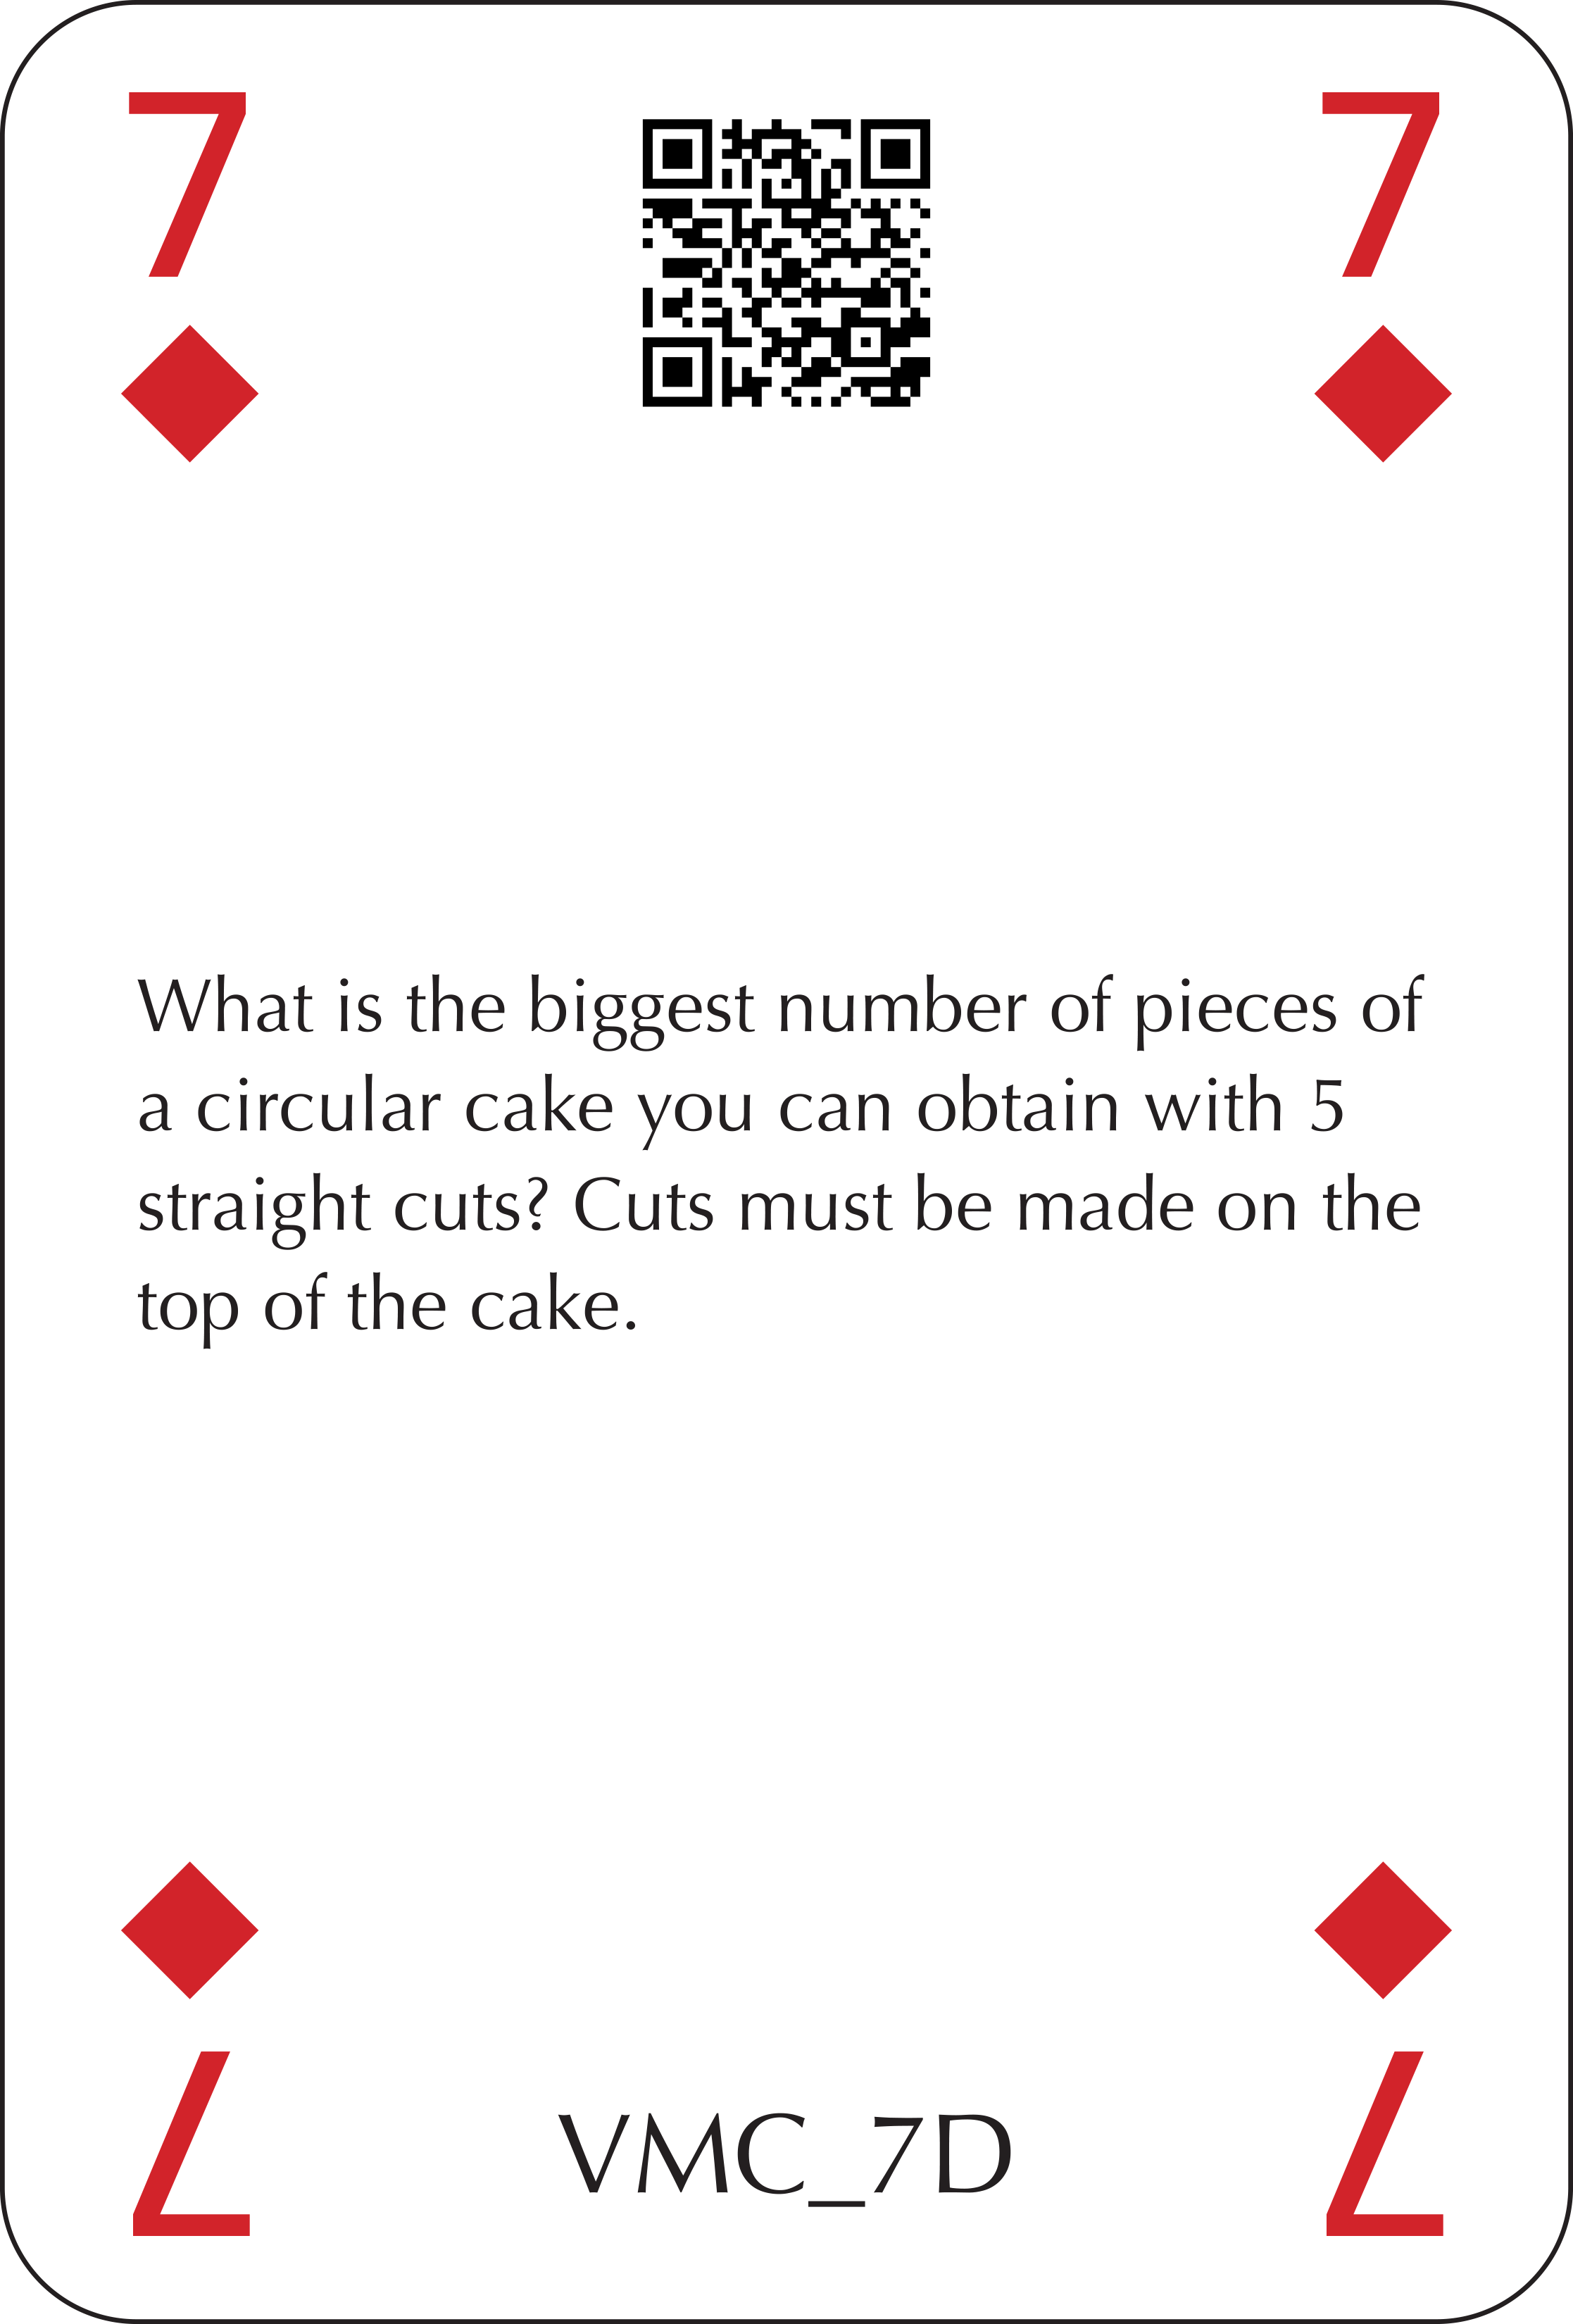 7 7
What is the biggest number of pieces of
a circular cake you can obtain with 5
straight cuts? Cuts must be made on the
top of the cake.
7 VMC_7D 7